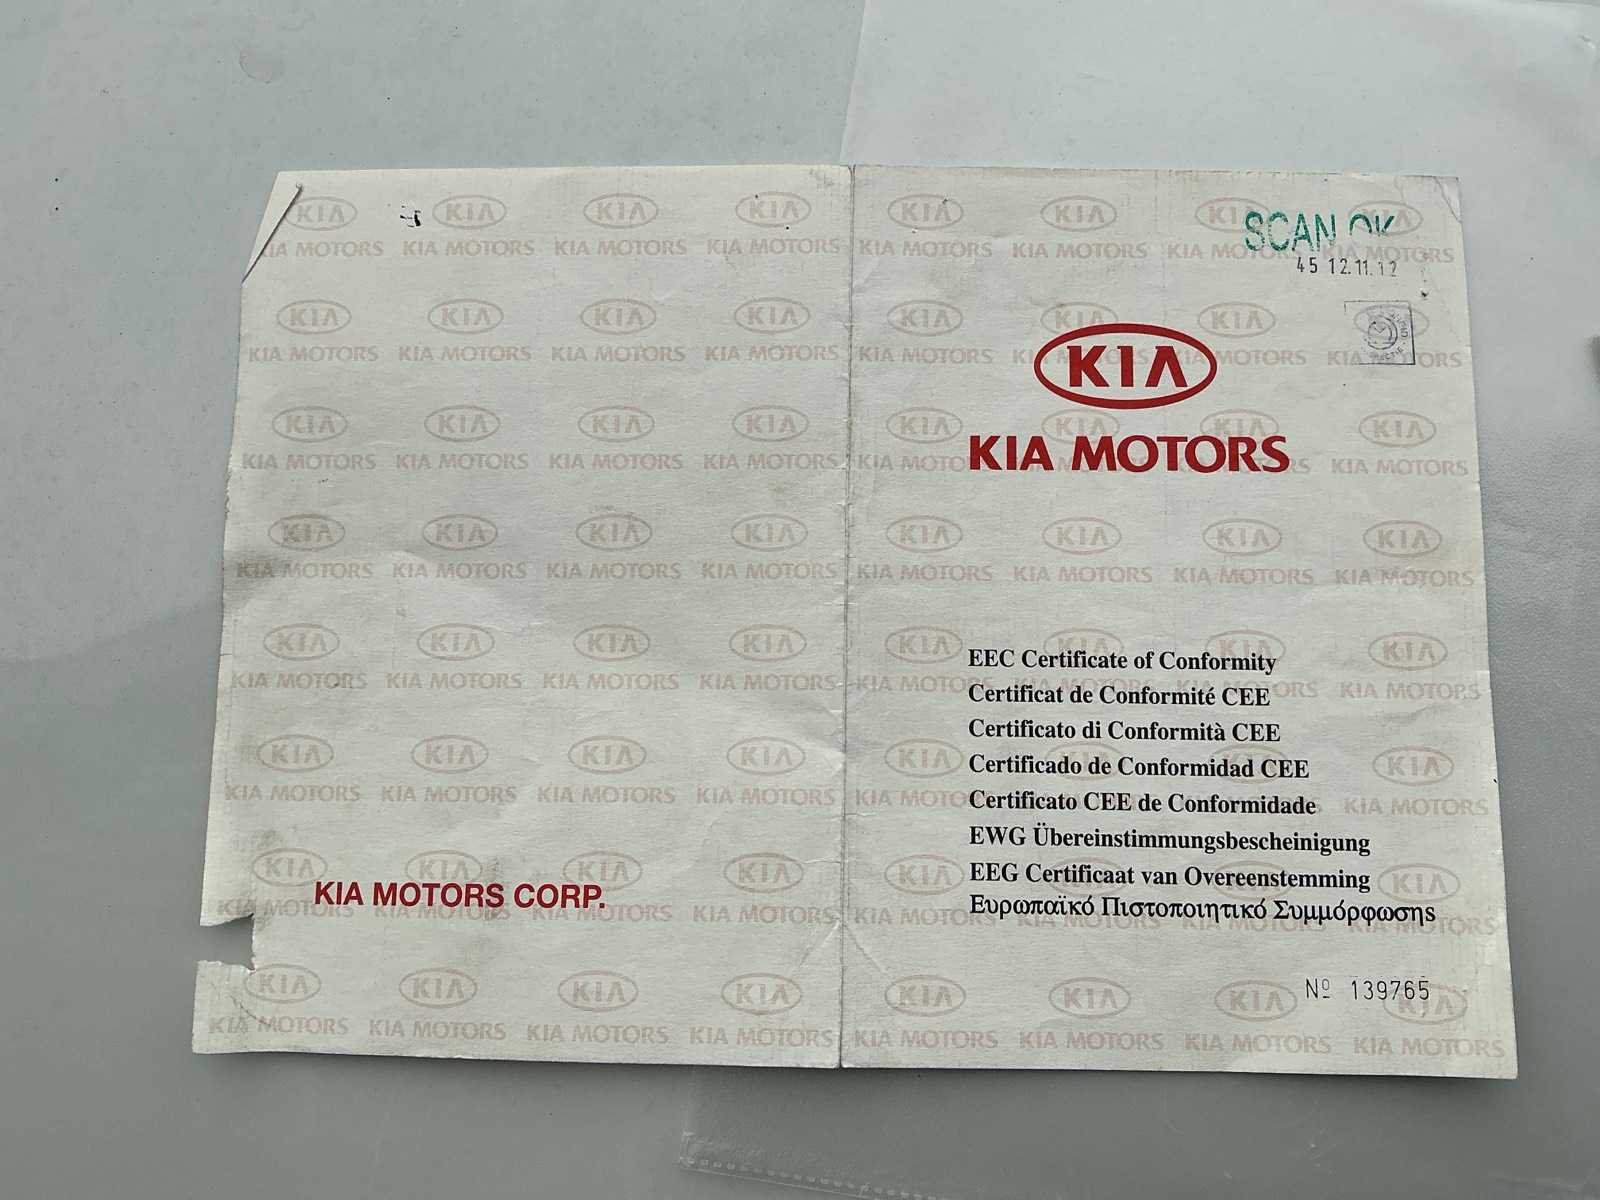 KIA MOTORS CORP.
SCAN OK
45 12.11.12
KIA
KIA MOTORS
EEC Certificate of Conformity
Certificat de Conformité CEE
Certificato di Conformità CEE
Certificado de Conformidad CEE
Certificato CEE de Conformidade
EWG Übereinstimmungsbescheinigung
EEG Certificaat van Overeenstemming
Ευρωπαϊκό Πιστοποιητικό Συμμόρφωσης
Nº 139765